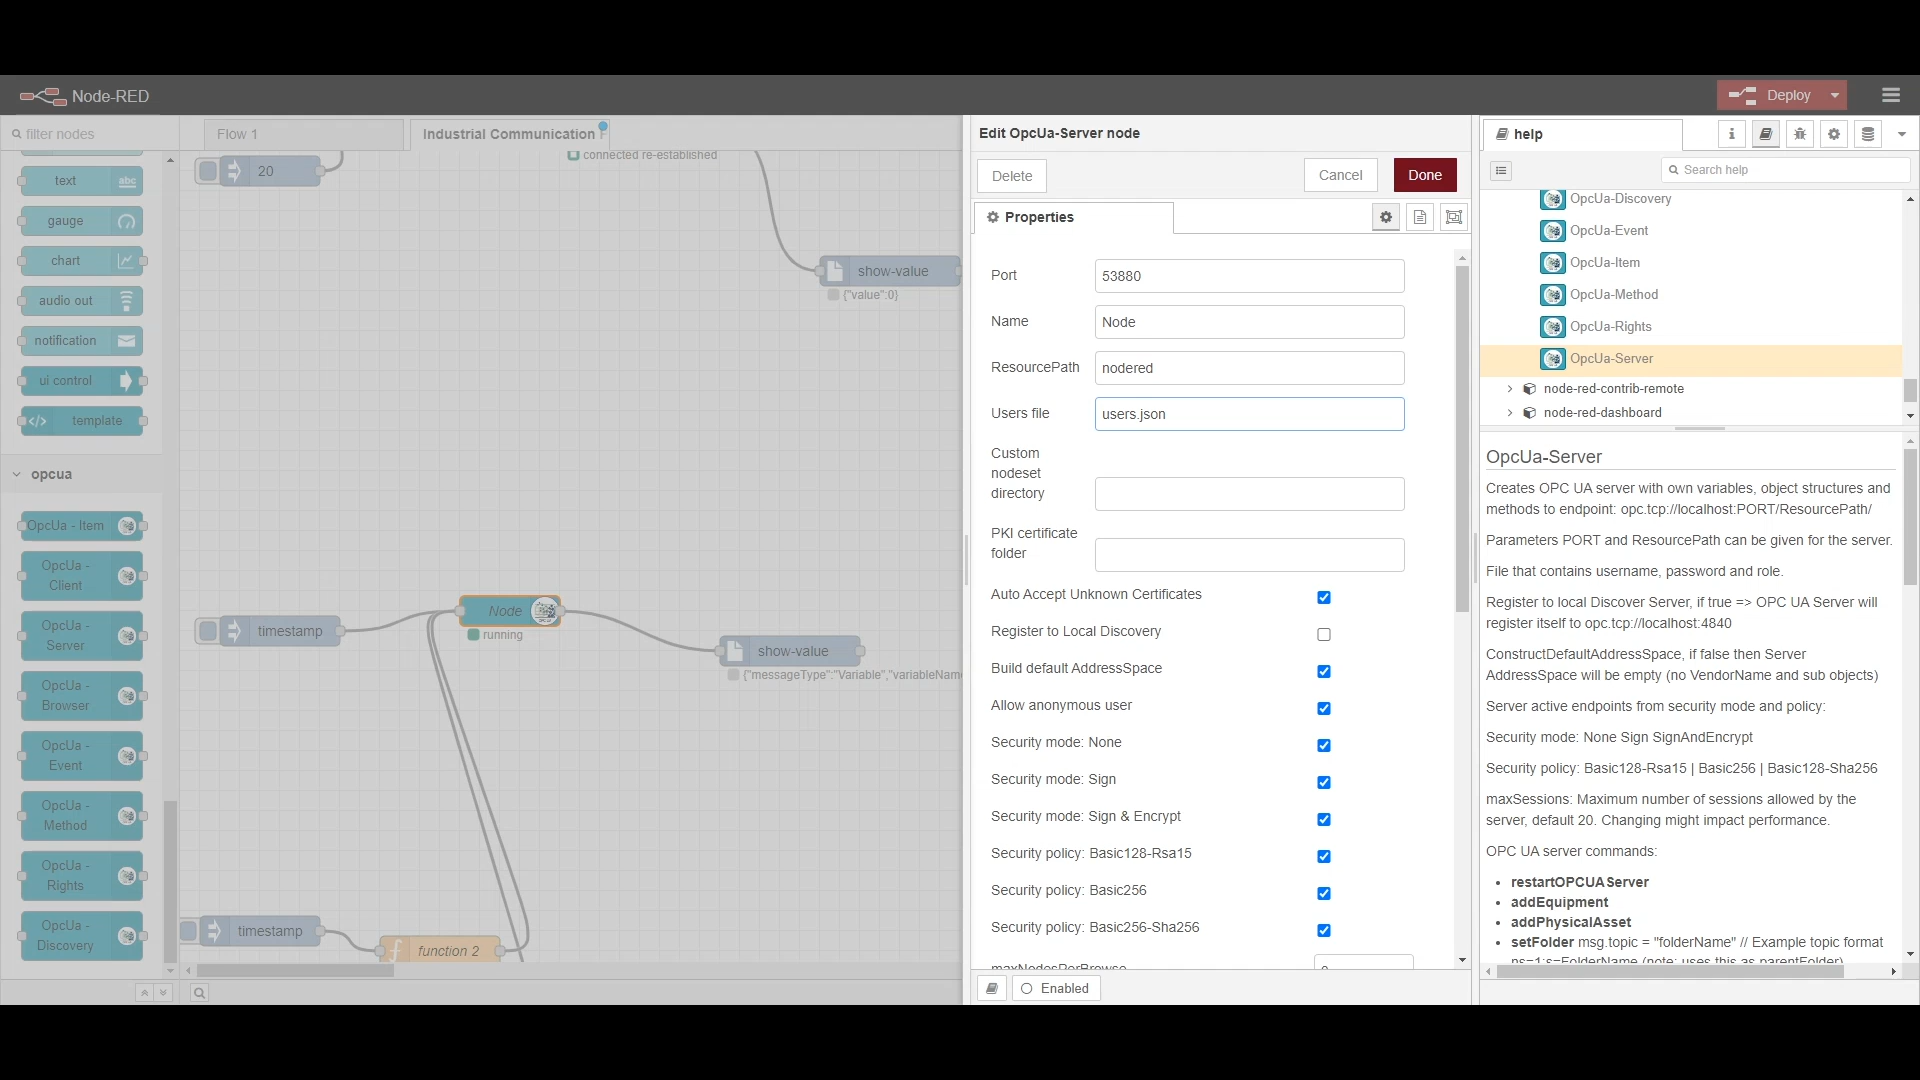 Node-RED
Deploy
filter nodes
Flow 1
Industrial Communication
Edit OpcUa-Server node
help
connected re-established
20
text
abc
Delete
Cancel
Done
Search help
OpcUa-Discovery
gauge
Properties
OpcUa-Event
chart
show-value
{"value":0}
Port
53880
OpcUa-Item
audio out
OpcUa-Method
notification
Name
Node
OpcUa-Rights
ui control
ResourcePath
nodered
OpcUa-Server
template
node-red-contrib-remote
Users file
users.json
node-red-dashboard
opcua
Custom
nodeset
directory
OpcUa-Server
Creates OPC UA server with own variables, object structures and
methods to endpoint: opc.tcp://localhost:PORT/ResourcePath/
OpcUa - Item
PKI certificate
folder
Parameters PORT and ResourcePath can be given for the server.
OpcUa -
Client
File that contains username, password and role.
Auto Accept Unknown Certificates
Register to local Discover Server, if true => OPC UA Server will
register itself to opc.tcp://localhost:4840
timestamp
Node
running
OpcUa -
Server
Register to Local Discovery
show-value
{"messageType":"Variable","variableNam
ConstructDefaultAddressSpace, if false then Server
AddressSpace will be empty (no VendorName and sub objects)
Build default AddressSpace
OpcUa -
Browser
Allow anonymous user
Server active endpoints from security mode and policy:
OpcUa -
Event
Security mode: None
Security mode: None Sign SignAndEncrypt
Security mode: Sign
Security policy: Basic128-Rsa15 | Basic256 | Basic128-Sha256
OpcUa -
Method
Security mode: Sign & Encrypt
maxSessions: Maximum number of sessions allowed by the
server, default 20. Changing might impact performance.
Security policy: Basic128-Rsa15
OPC UA server commands:
OpcUa -
Rights
Security policy: Basic256
• restartOPCUAServer
• addEquipment
• addPhysicalAsset
OpcUa -
Discovery
timestamp
function 2
Security policy: Basic256-Sha256
• setFolder msg.topic = "folderName" // Example topic format
ns=1;s=FolderName (note: uses this as parentFolder)
maxNodesPerBrowse
Enabled